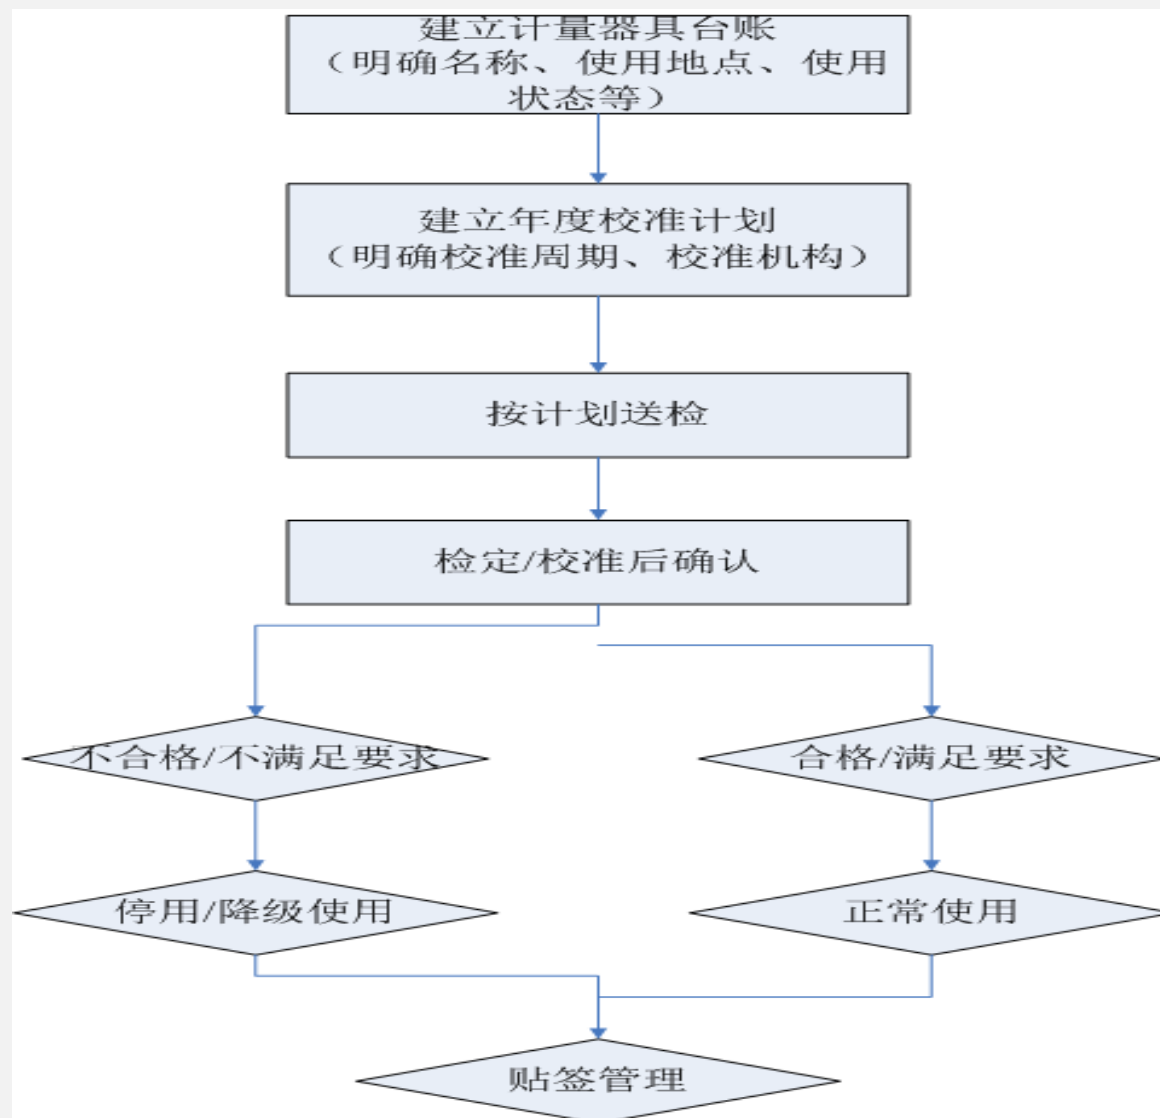 建立计量器具台账
（明确名称、使用地点、使用
状态等）
建立年度校准计划
（明确校准周期、校准机构）
按计划送检
检定/校准后确认
不合格/不满足要求
合格/满足要求
停用/降级使用
正常使用
贴签管理